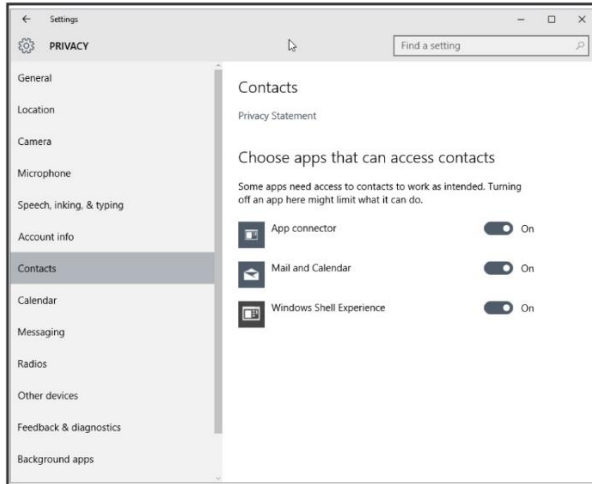 Settings
PRIVACY
Find a setting
General
Location
Camera
Microphone
Speech, inking, & typing
Account info
Contacts
Calendar
Messaging
Radios
Other devices
Feedback & diagnostics
Background apps
Contacts
Privacy Statement
Choose apps that can access contacts
Some apps need access to contacts to work as intended. Turning
off an app here might limit what it can do.
App connector On
Mail and Calendar On
Windows Shell Experience On